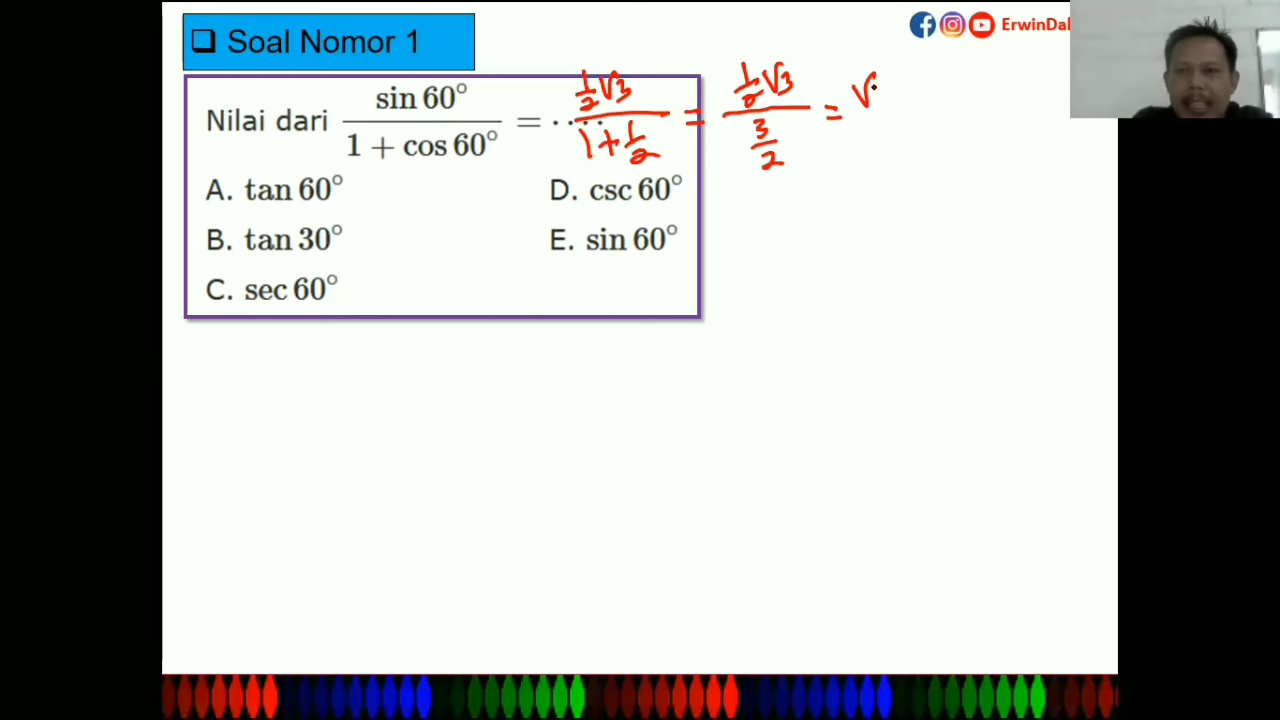 Soal Nomor 1
ErwinDal
Nilai dari sin 60° / (1 + cos 60°) = ···· (½√3) / (1 + ½) = (½√3) / (3/2) = √
A. tan 60°
D. csc 60°
B. tan 30°
E. sin 60°
C. sec 60°